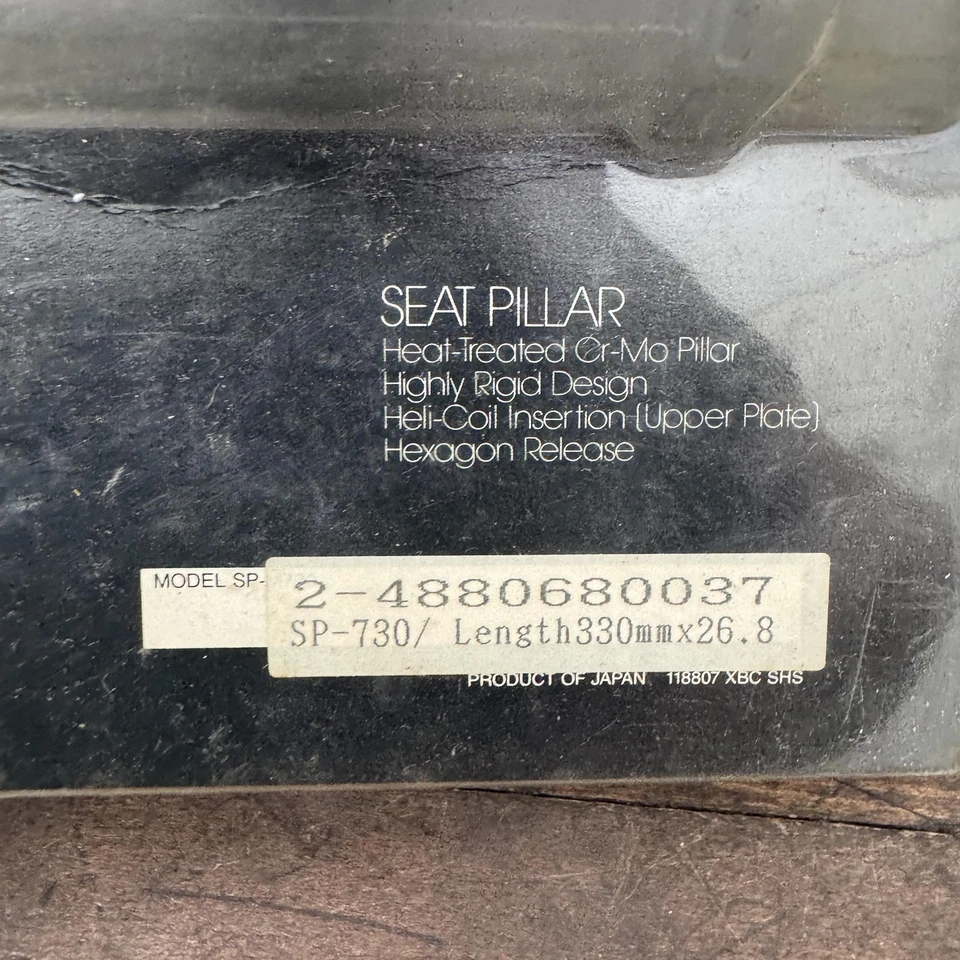 SEAT PILLAR
Heat-Treated Cr-Mo Pillar
Highly Rigid Design
Heli-Coil Insertion (Upper Plate)
Hexagon Release
MODEL SP-
2-4880680037
SP-730/ Length330mmx26.8
PRODUCT OF JAPAN 118807 XBC SHS